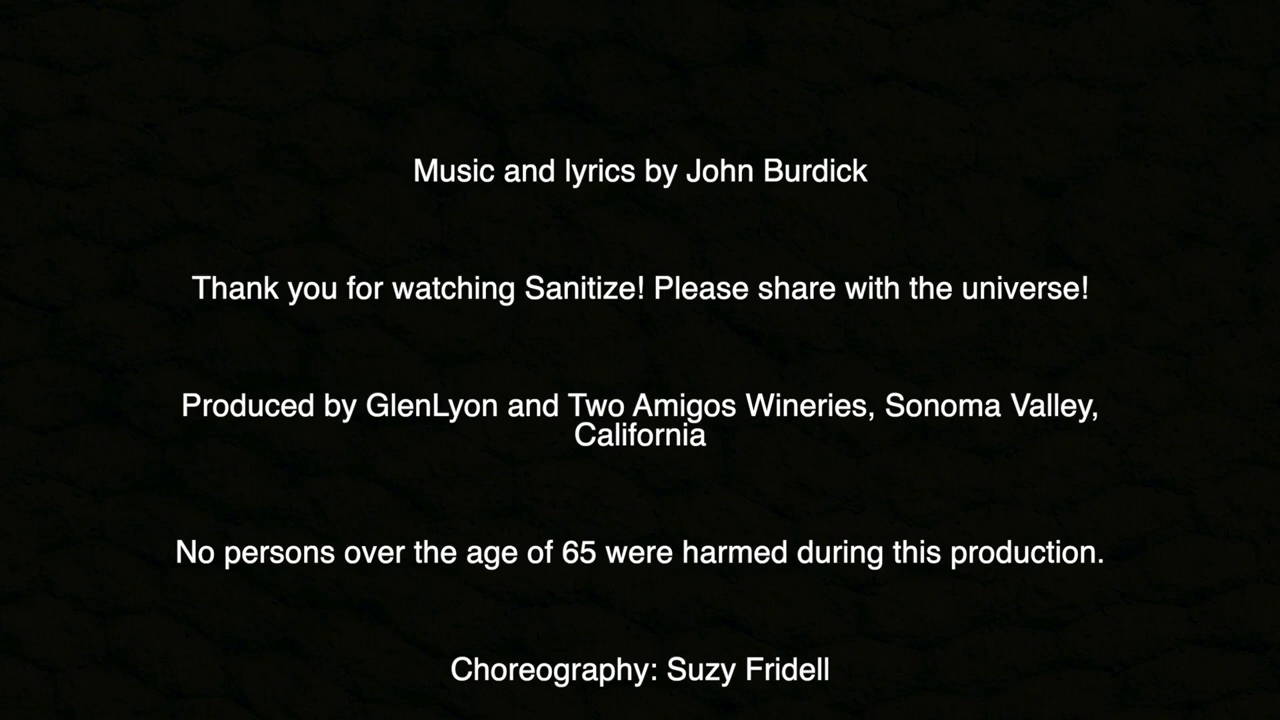 Music and lyrics by John Burdick
Thank you for watching Sanitize! Please share with the universe!
Produced by GlenLyon and Two Amigos Wineries, Sonoma Valley,
California
No persons over the age of 65 were harmed during this production.
Choreography: Suzy Fridell